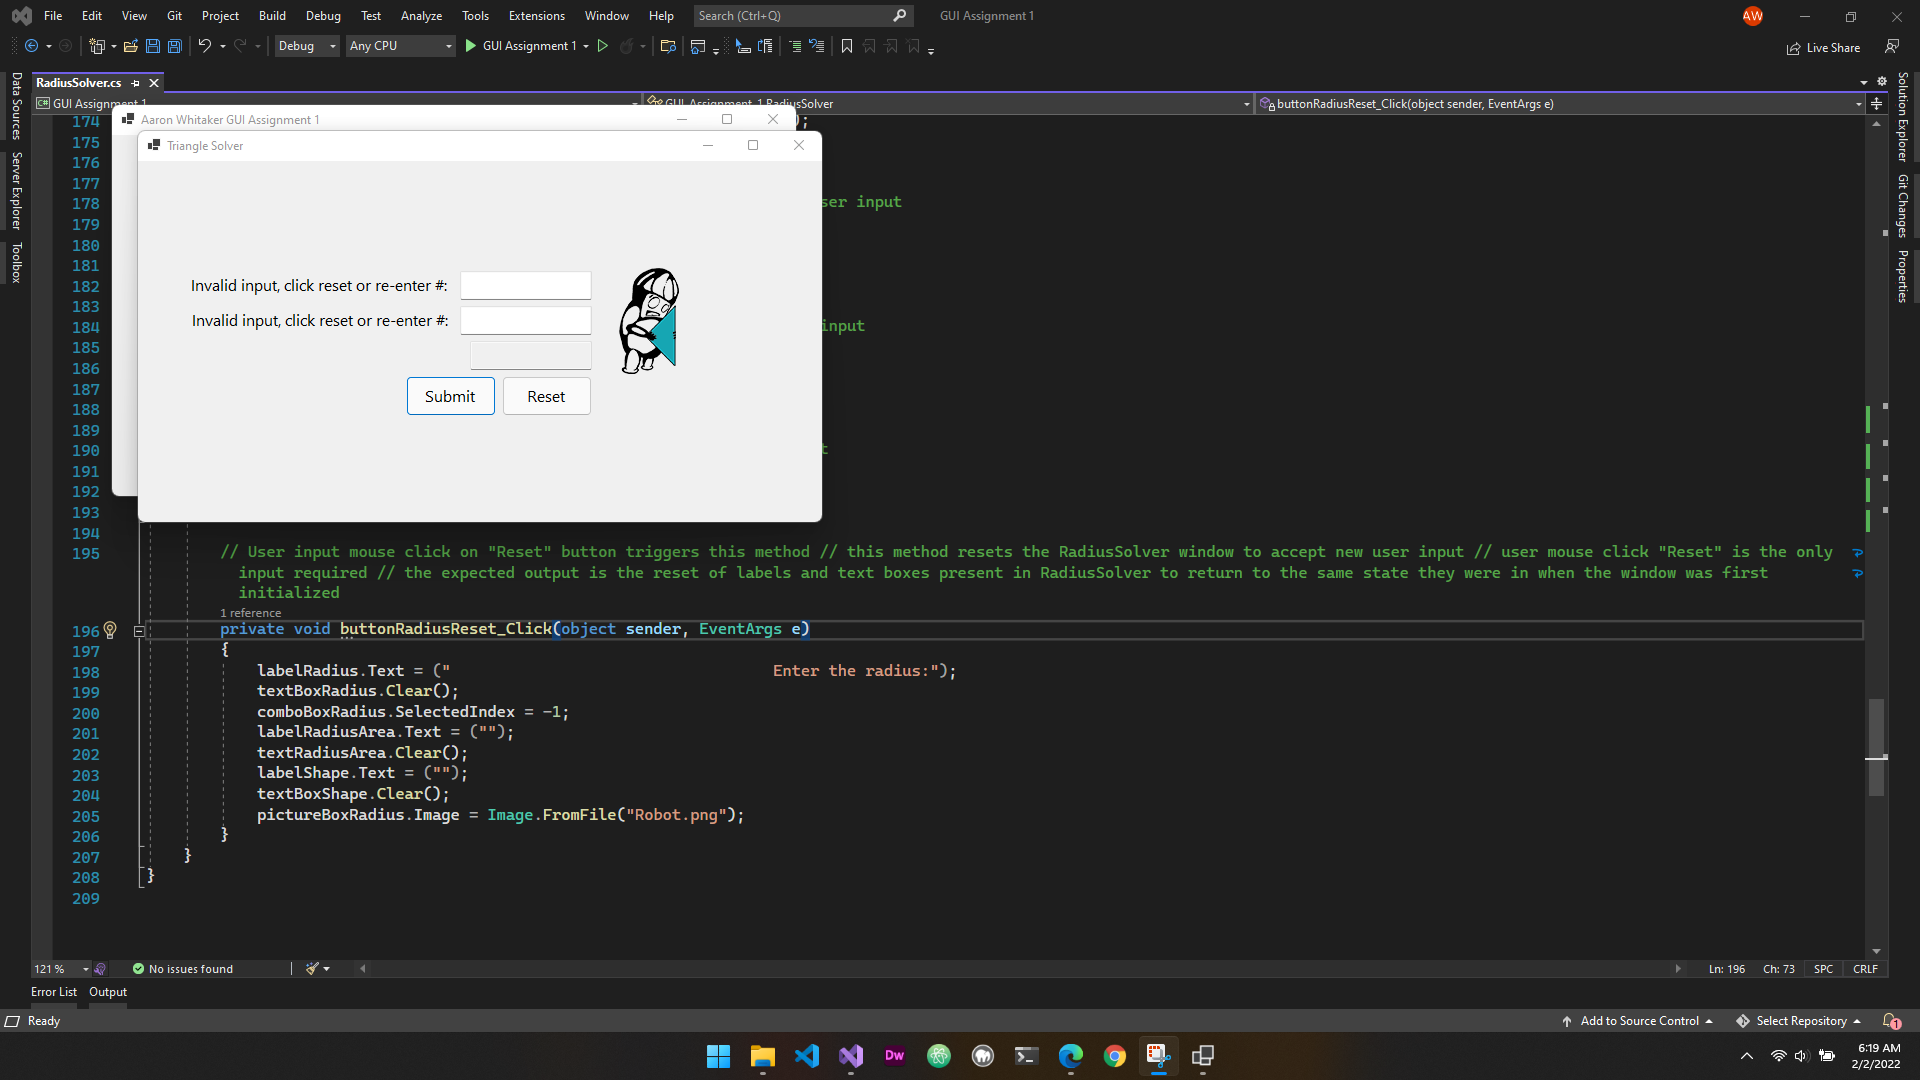 File Edit View Git Project Build Debug Test Analyze Tools Extensions Window Help Search (Ctrl+Q) GUI Assignment 1 AW
Debug Any CPU GUI Assignment 1 Live Share
RadiusSolver.cs
C# GUI Assignment 1 GUI_Assignment_1.RadiusSolver buttonRadiusReset_Click(object sender, EventArgs e)
Data Sources
Server Explorer
Toolbox
Solution Explorer
Git Changes
Properties
Aaron Whitaker GUI Assignment 1
Triangle Solver
Invalid input, click reset or re-enter #:
Invalid input, click reset or re-enter #:
Submit Reset
174 );
175
176
177
178 ser input
179
180
181
182
183
184 input
185
186
187
188
189
190 t
191
192
193
194
195 // User input mouse click on "Reset" button triggers this method // this method resets the RadiusSolver window to accept new user input // user mouse click "Reset" is the only
input required // the expected output is the reset of labels and text boxes present in RadiusSolver to return to the same state they were in when the window was first
initialized
1 reference
196 private void buttonRadiusReset_Click(object sender, EventArgs e)
197 {
198 labelRadius.Text = ("                                   Enter the radius:");
199 textBoxRadius.Clear();
200 comboBoxRadius.SelectedIndex = -1;
201 labelRadiusArea.Text = ("");
202 textRadiusArea.Clear();
203 labelShape.Text = ("");
204 textBoxShape.Clear();
205 pictureBoxRadius.Image = Image.FromFile("Robot.png");
206 }
207 }
208 }
209
121 % No issues found Ln: 196 Ch: 73 SPC CRLF
Error List Output
Ready Add to Source Control Select Repository 1
Dw
6:19 AM
2/2/2022